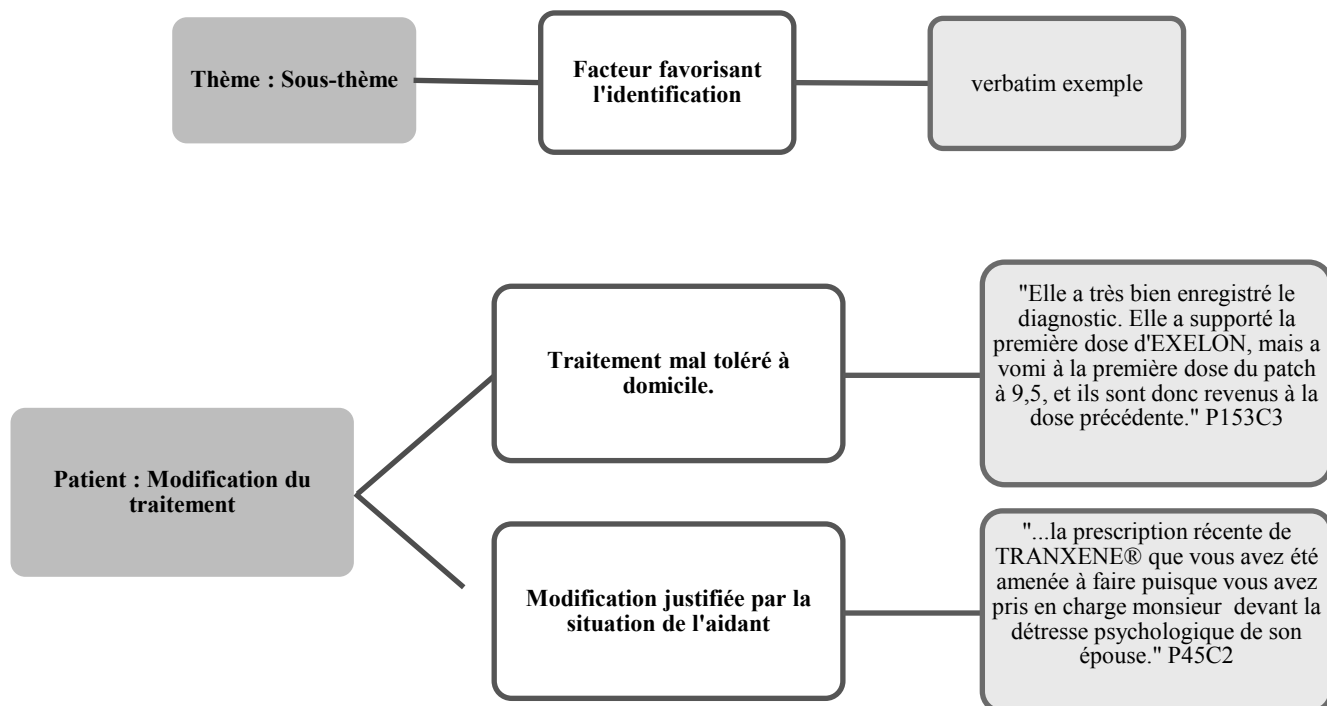 Thème : Sous-thème
Facteur favorisant
l'identification
verbatim exemple
Patient : Modification du
traitement
Traitement mal toléré à
domicile.
"Elle a très bien enregistré le
diagnostic. Elle a supporté la
première dose d'EXELON, mais a
vomi à la première dose du patch
à 9,5, et ils sont donc revenus à la
dose précédente." P153C3
Modification justifiée par la
situation de l'aidant
"...la prescription récente de
TRANXENE® que vous avez été
amenée à faire puisque vous avez
pris en charge monsieur  devant la
détresse psychologique de son
épouse." P45C2